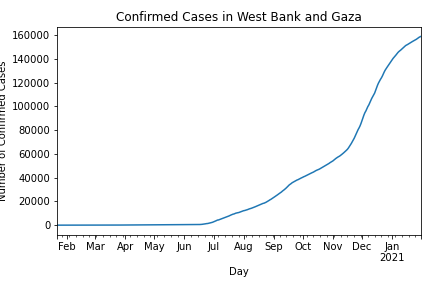 Confirmed Cases in West Bank and Gaza
160000
140000
120000
100000
80000
60000
40000
20000
0
Number of Confirmed Cases
Feb Mar Apr May Jun Jul Aug Sep Oct Nov Dec Jan
2021
Day